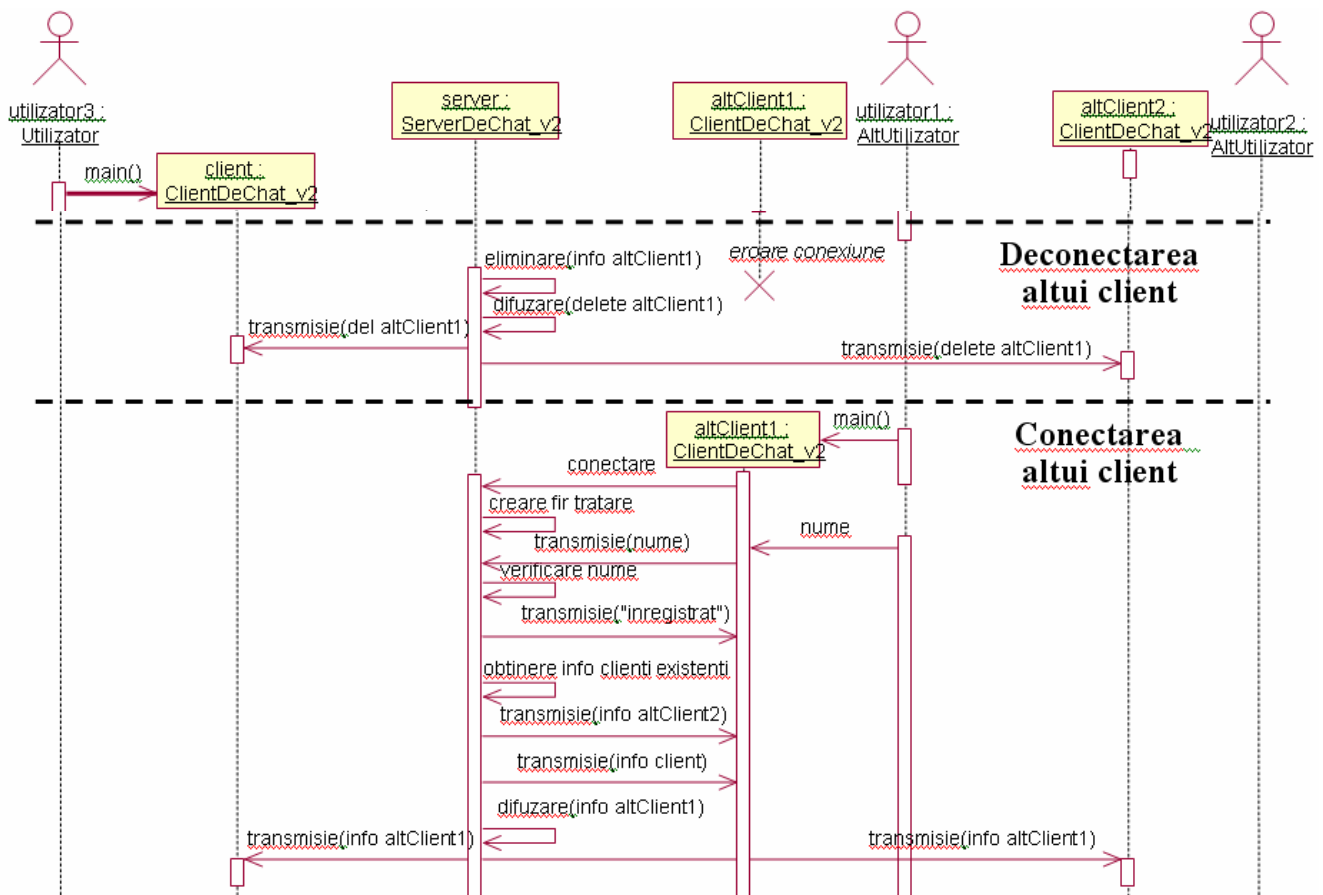 utilizator3 :
Utilizator
server :
ServerDeChat_v2
altClient1 :
ClientDeChat_v2
utilizator1 :
AltUtilizator
altClient2 :
ClientDeChat_v2
utilizator2 :
AltUtilizator
main()
client :
ClientDeChat_v2
eliminare(info altClient1)
eroare conexiune
Deconectarea
altui client
difuzare(delete altClient1)
transmisie(del altClient1)
transmisie(delete altClient1)
altClient1 :
ClientDeChat_v2
main()
Conectarea
altui client
conectare
creare fir tratare
nume
transmisie(nume)
verificare nume
transmisie("inregistrat")
obtinere info clienti existenti
transmisie(info altClient2)
transmisie(info client)
difuzare(info altClient1)
transmisie(info altClient1)
transmisie(info altClient1)